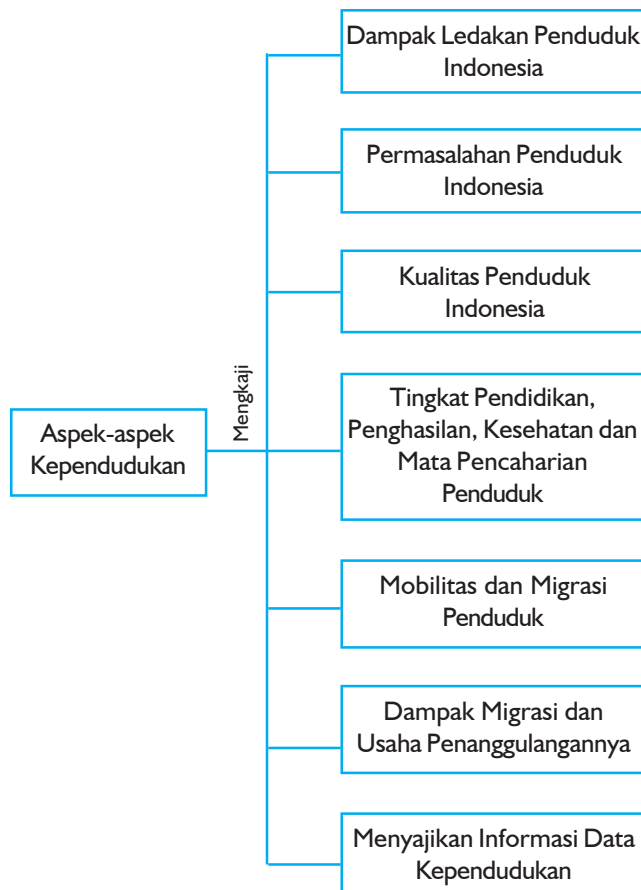 Aspek-aspek
Kependudukan
Mengkaji
Dampak Ledakan Penduduk
Indonesia
Permasalahan Penduduk
Indonesia
Kualitas Penduduk
Indonesia
Tingkat Pendidikan,
Penghasilan, Kesehatan dan
Mata Pencaharian
Penduduk
Mobilitas dan Migrasi
Penduduk
Dampak Migrasi dan
Usaha Penanggulangannya
Menyajikan Informasi Data
Kependudukan